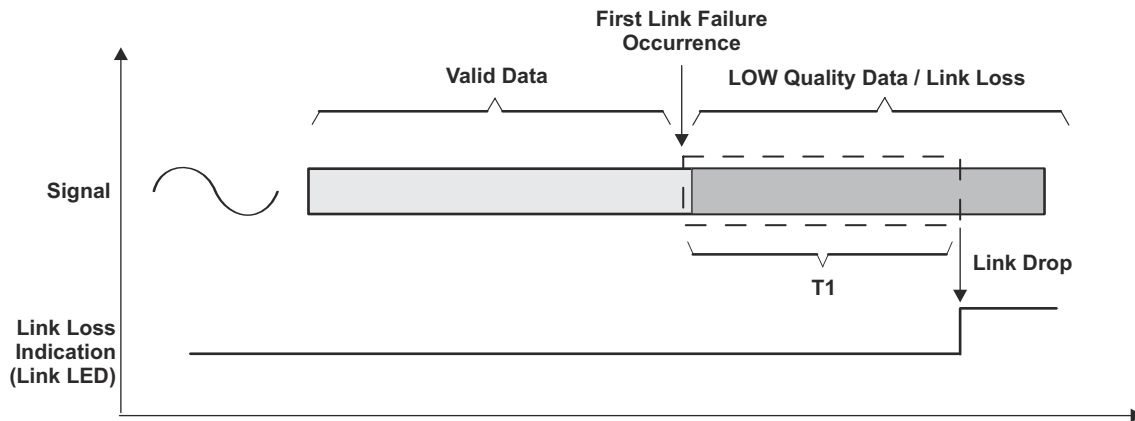 First Link Failure
Occurrence
Valid Data
LOW Quality Data / Link Loss
Signal
T1
Link Drop
Link Loss
Indication
(Link LED)